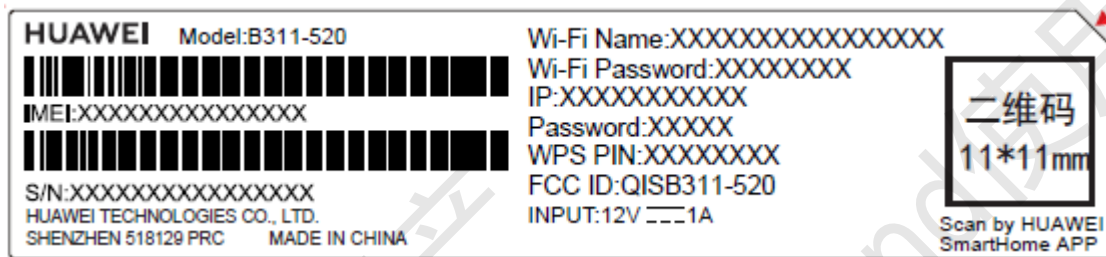 HUAWEI Model:B311-520
IMEI:XXXXXXXXXXXXXXX
S/N:XXXXXXXXXXXXXXXX
HUAWEI TECHNOLOGIES CO., LTD.
SHENZHEN 518129 PRC MADE IN CHINA
Wi-Fi Name:XXXXXXXXXXXXXXXX
Wi-Fi Password:XXXXXXXX
IP:XXXXXXXXXXX
Password:XXXXX
WPS PIN:XXXXXXXX
FCC ID:QISB311-520
INPUT:12V ⎓1A
二维码
11*11mm
Scan by HUAWEI
SmartHome APP